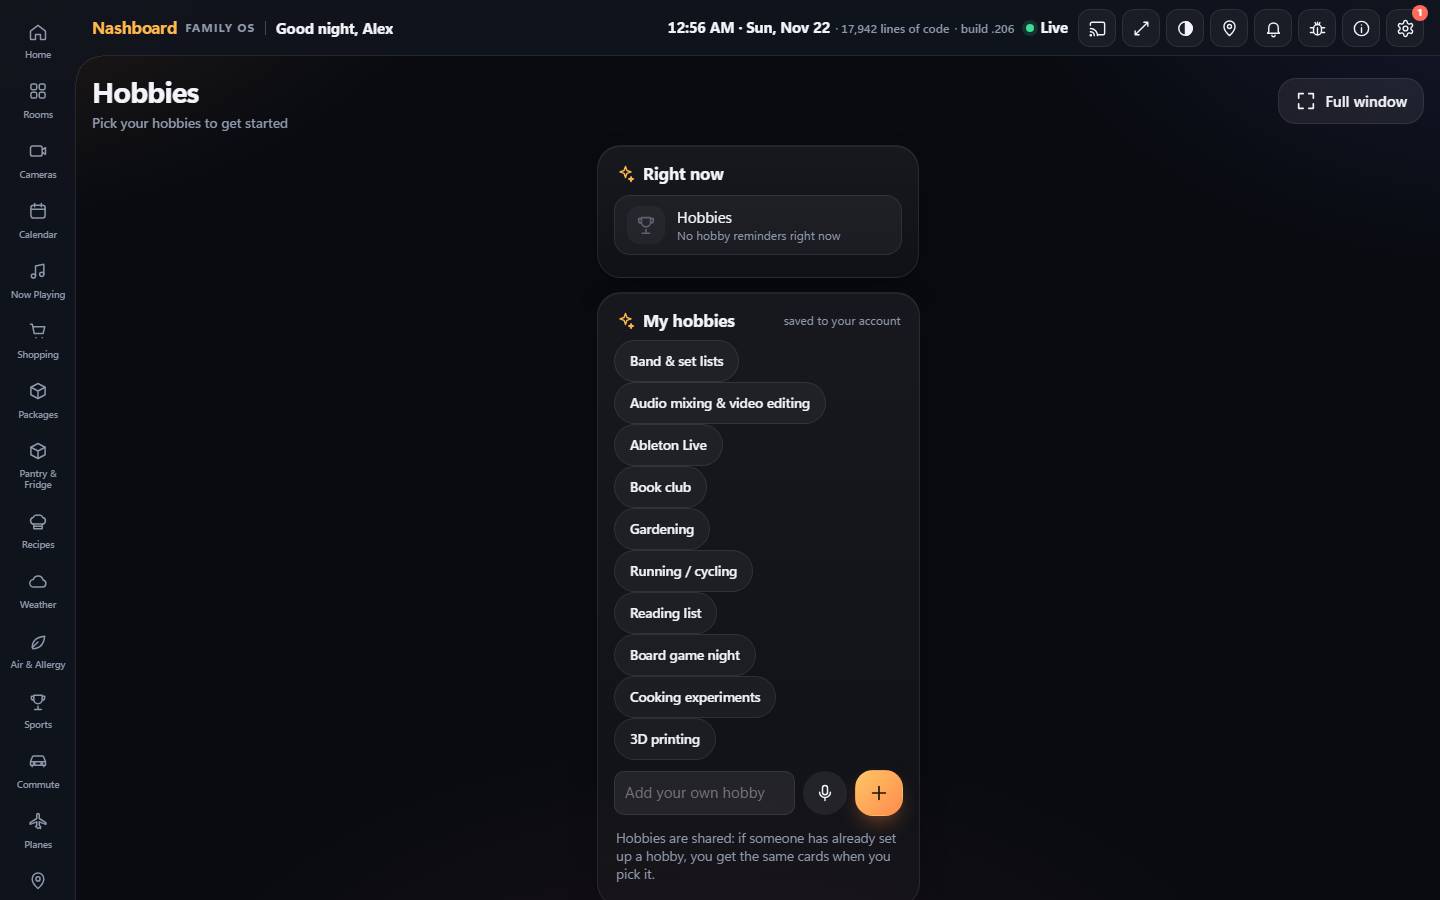 Nashboard FAMILY OS Good night, Alex
12:56 AM · Sun, Nov 22 · 17,942 lines of code · build .206 Live
1
Home
Rooms
Cameras
Calendar
Now Playing
Shopping
Packages
Pantry &
Fridge
Recipes
Weather
Air & Allergy
Sports
Commute
Planes
Hobbies
Pick your hobbies to get started
Full window
Right now
Hobbies
No hobby reminders right now
My hobbies saved to your account
Band & set lists
Audio mixing & video editing
Ableton Live
Book club
Gardening
Running / cycling
Reading list
Board game night
Cooking experiments
3D printing
Add your own hobby
Hobbies are shared: if someone has already set
up a hobby, you get the same cards when you
pick it.